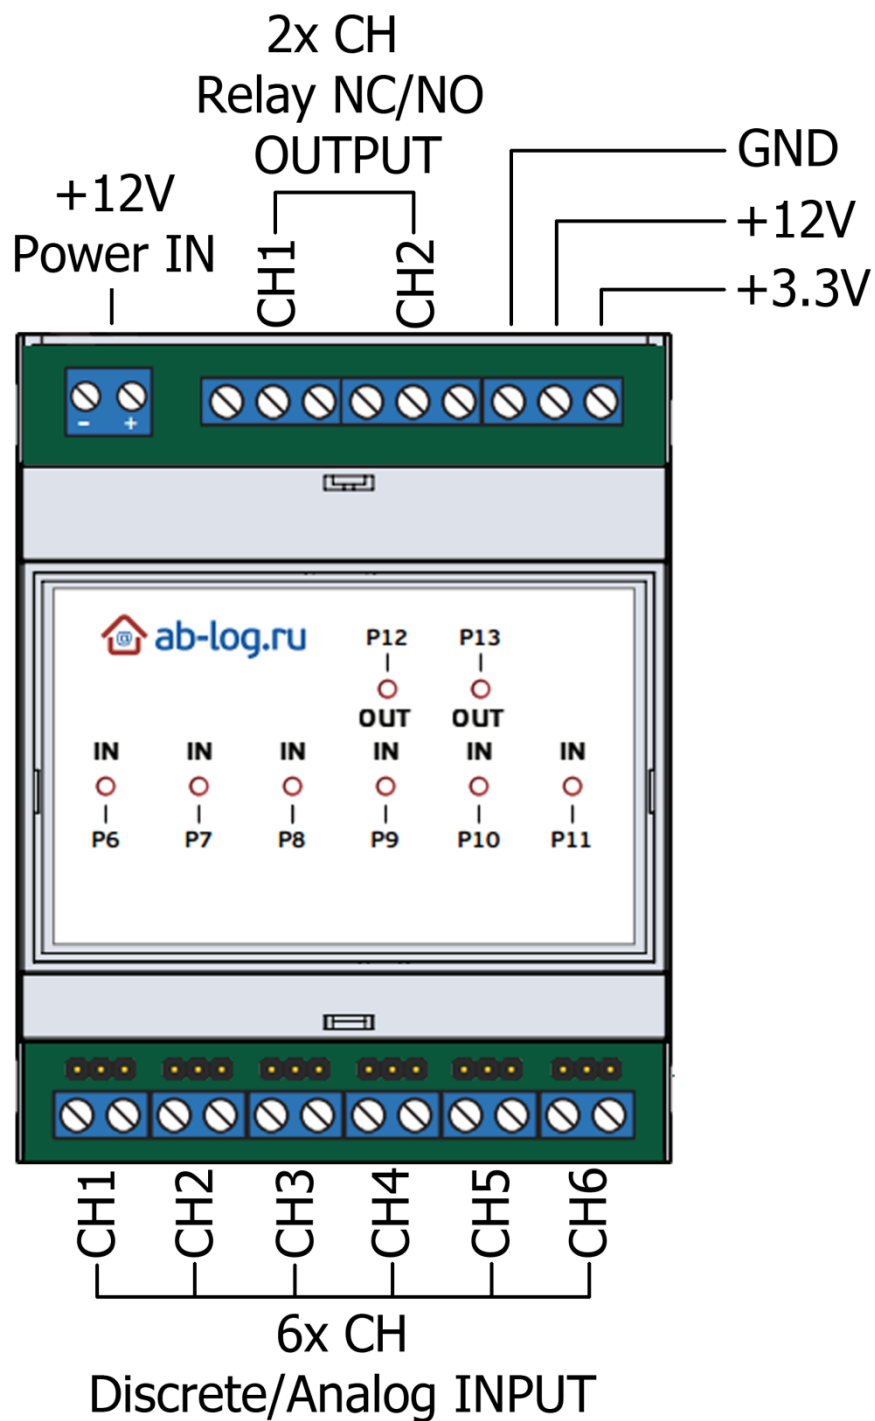 2x CH
Relay NC/NO
OUTPUT
+12V
Power IN
CH1
CH2
GND
+12V
+3.3V
- +
@ ab-log.ru
P12 P13
OUT OUT
IN IN IN IN IN IN
P6 P7 P8 P9 P10 P11
CH1 CH2 CH3 CH4 CH5 CH6
6x CH
Discrete/Analog INPUT